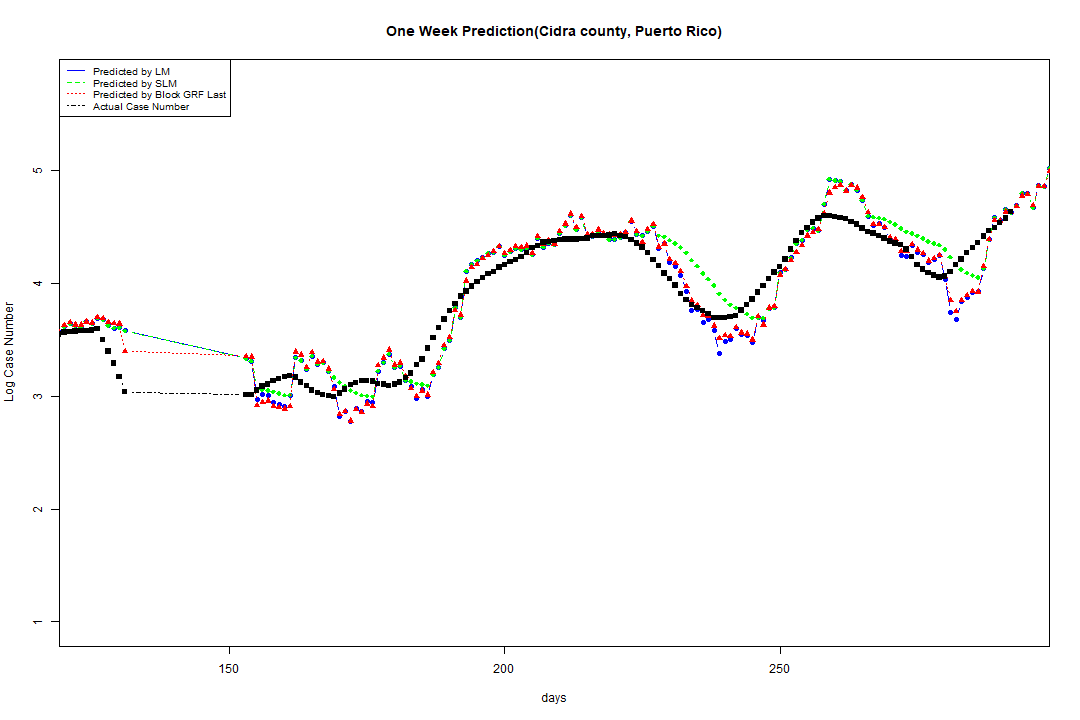 One Week Prediction(Cidra county, Puerto Rico)
Predicted by LM
Predicted by SLM
Predicted by Block GRF Last
Actual Case Number
5
4
3
2
1
Log Case Number
150 200 250
days